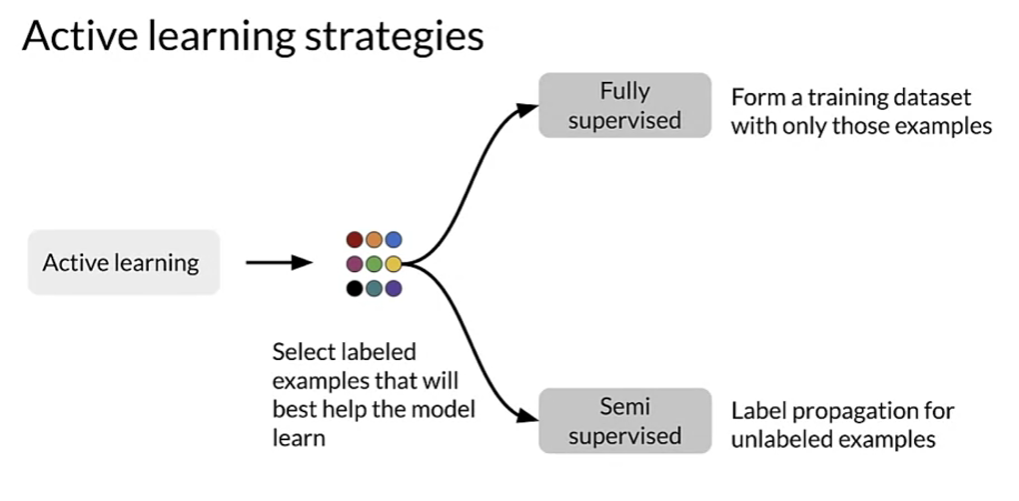 Active learning strategies
Fully
supervised
Form a training dataset
with only those examples
Active learning
Select labeled
examples that will
best help the model
learn
Semi
supervised
Label propagation for
unlabeled examples